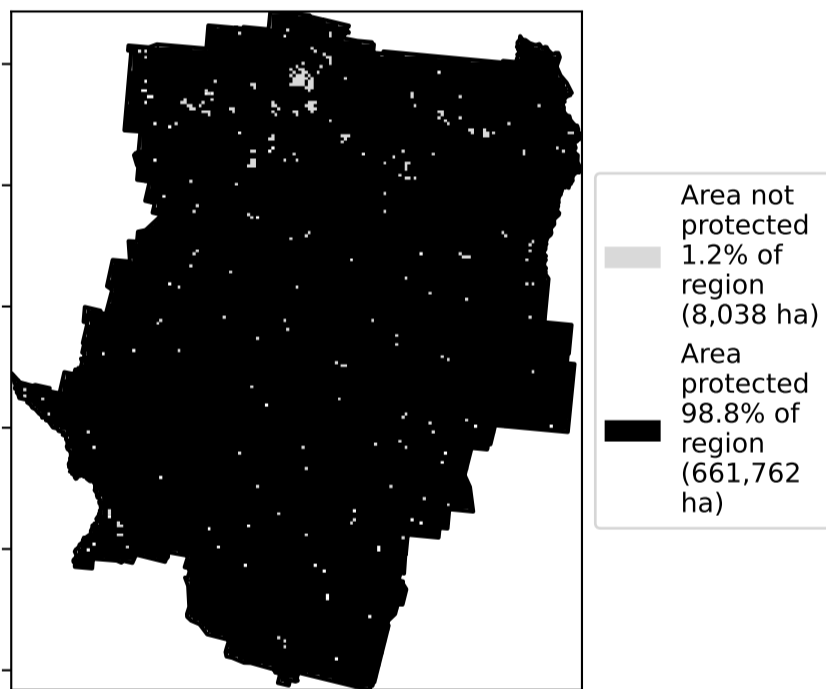 Area not
protected
1.2% of
region
(8,038 ha)
Area
protected
98.8% of
region
(661,762
ha)